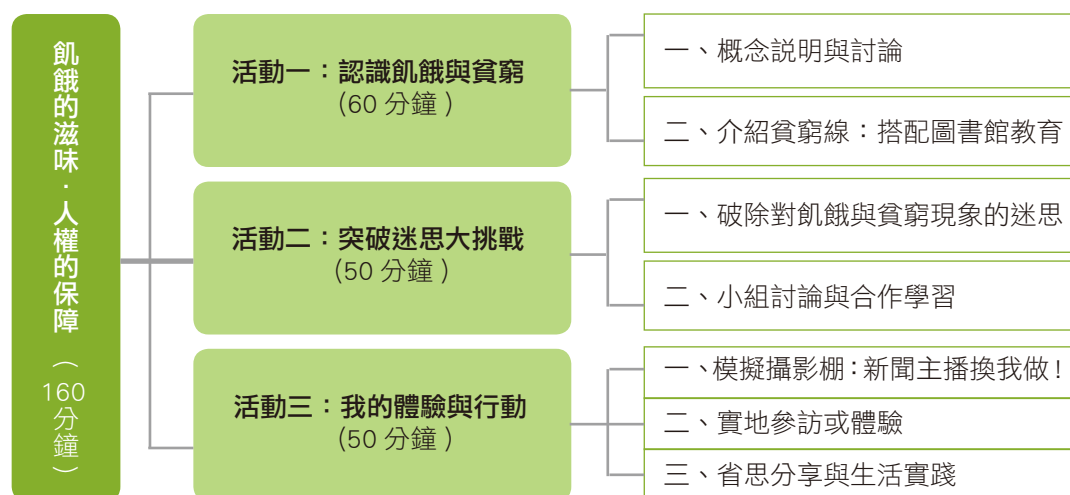 飢餓的滋味．人權的保障（160分鐘）
活動一：認識飢餓與貧窮
(60 分鐘 )
一、概念説明與討論
二、介紹貧窮線：搭配圖書館教育
活動二：突破迷思大挑戰
(50 分鐘 )
一、破除對飢餓與貧窮現象的迷思
二、小組討論與合作學習
活動三：我的體驗與行動
(50 分鐘 )
一、模擬攝影棚：新聞主播換我做！
二、實地參訪或體驗
三、省思分享與生活實踐